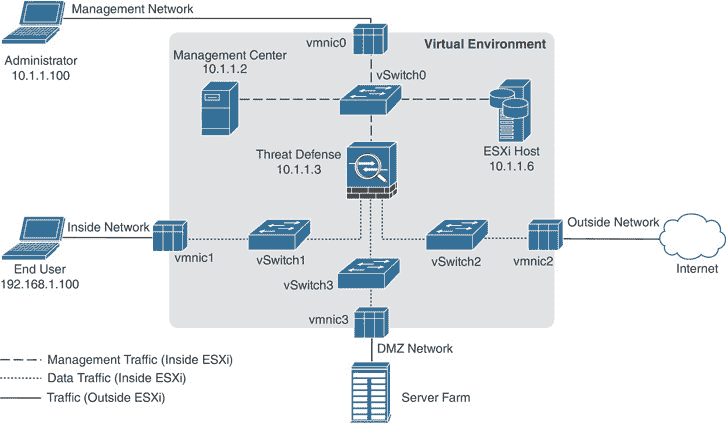 Management Network
vmnic0
Virtual Environment
Administrator
10.1.1.100
Management Center
10.1.1.2
vSwitch0
Threat Defense
10.1.1.3
ESXi Host
10.1.1.6
Inside Network
Outside Network
vmnic1
vSwitch1
vSwitch2
vmnic2
End User
192.168.1.100
Internet
vSwitch3
vmnic3
DMZ Network
Management Traffic (Inside ESXi)
Data Traffic (Inside ESXi)
Traffic (Outside ESXi)
Server Farm